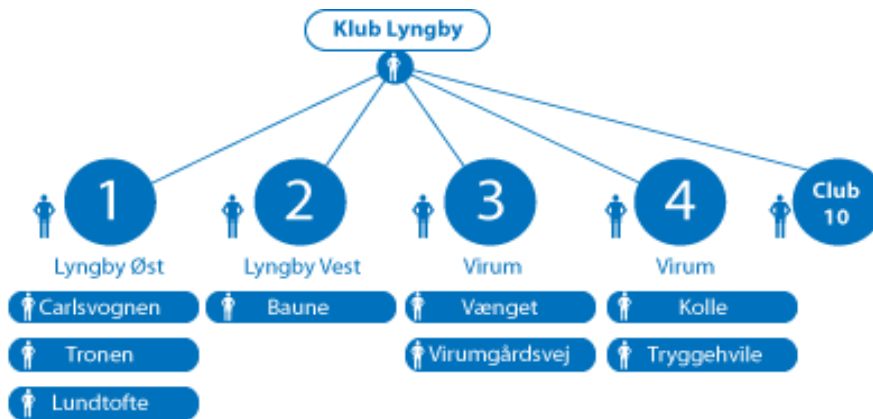 Klub Lyngby
1
2
3
4
Club
10
Lyngby Øst
Lyngby Vest
Virum
Virum
Carlsvognen
Baune
Vænget
Kolle
Tronen
Virumgårdsvej
Tryggehvile
Lundtofte